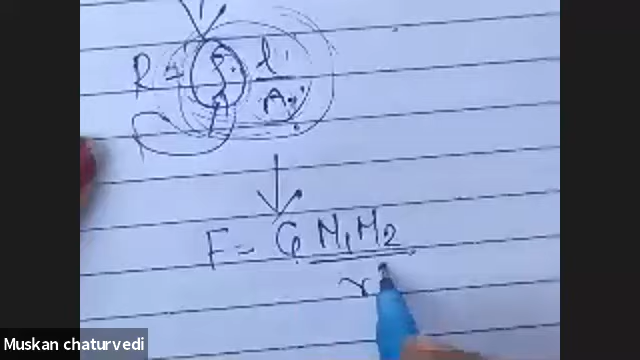 R = ρ l
A
F = G M1M2
r
Muskan chaturvedi